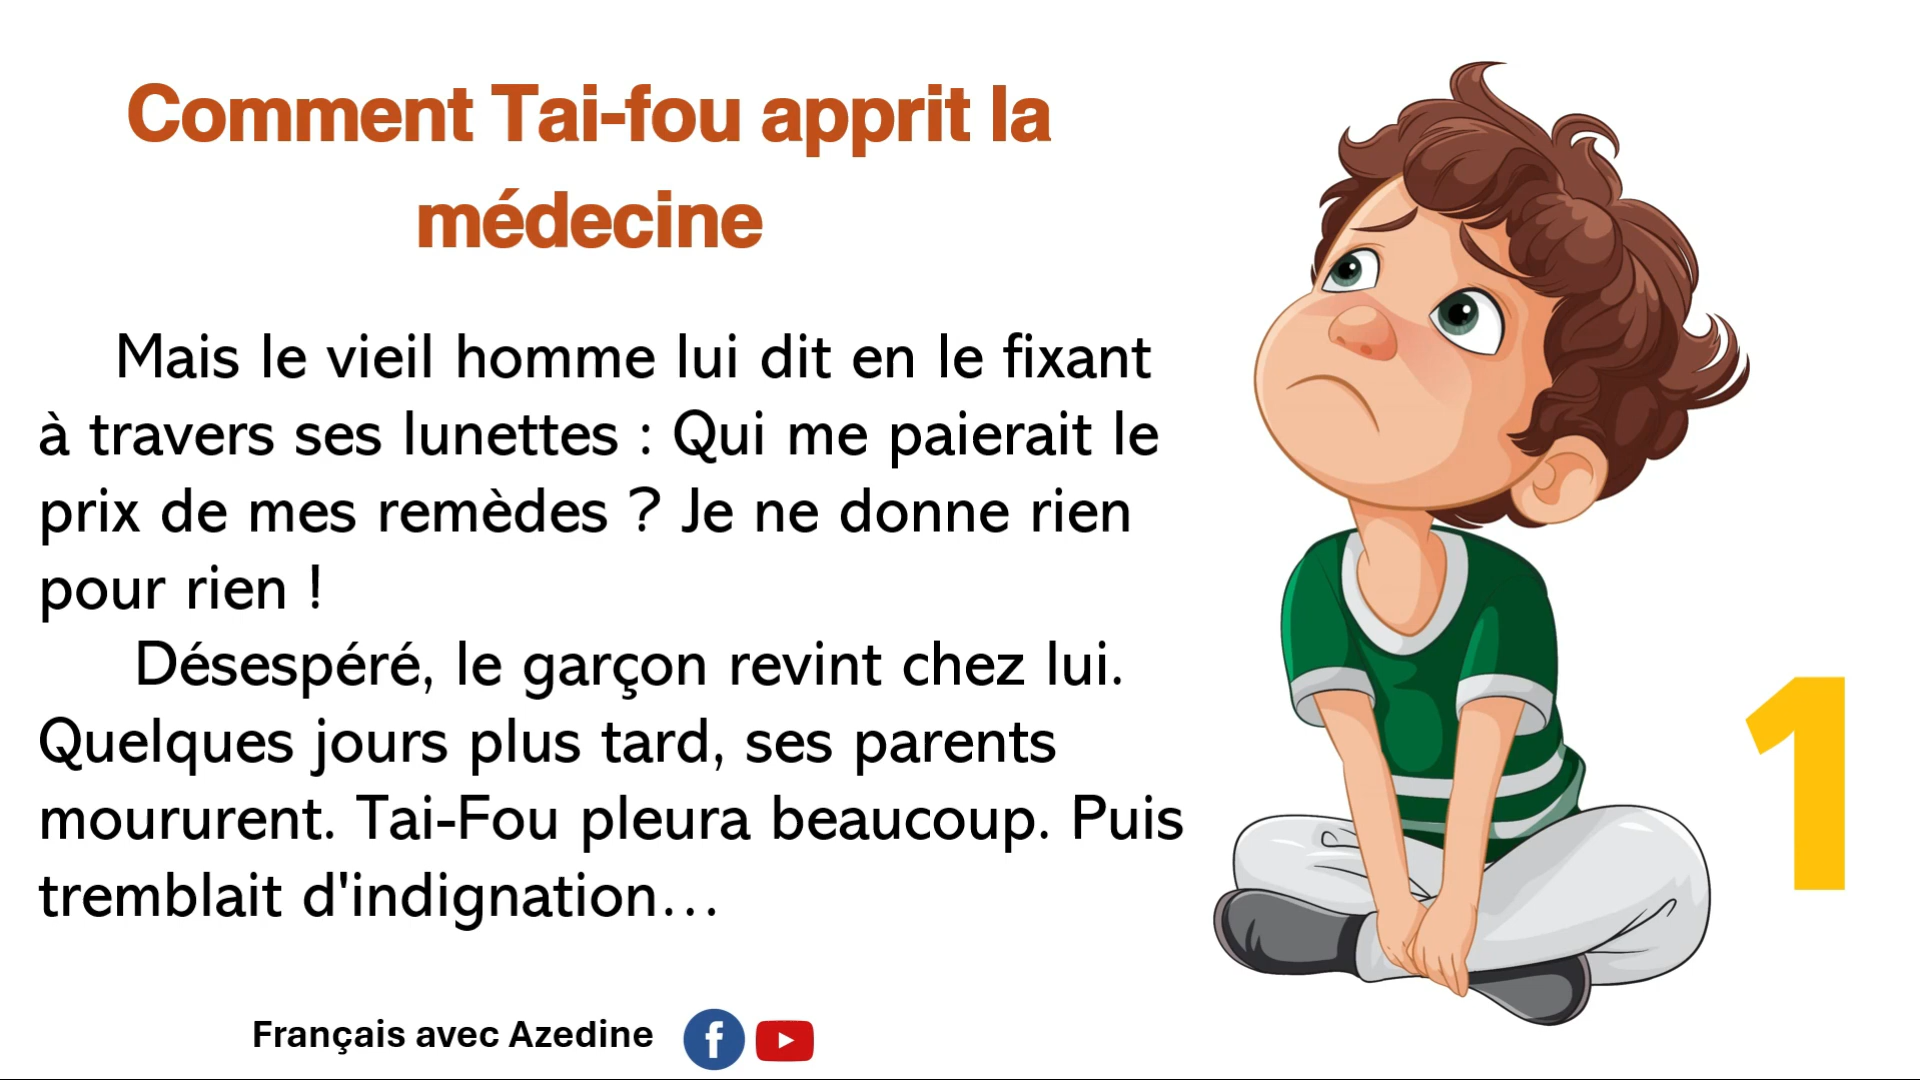 Comment Tai-fou apprit la
médecine
Mais le vieil homme lui dit en le fixant
à travers ses lunettes : Qui me paierait le
prix de mes remèdes ? Je ne donne rien
pour rien !
Désespéré, le garçon revint chez lui.
Quelques jours plus tard, ses parents
moururent. Tai-Fou pleura beaucoup. Puis
tremblait d'indignation…
1
Français avec Azedine